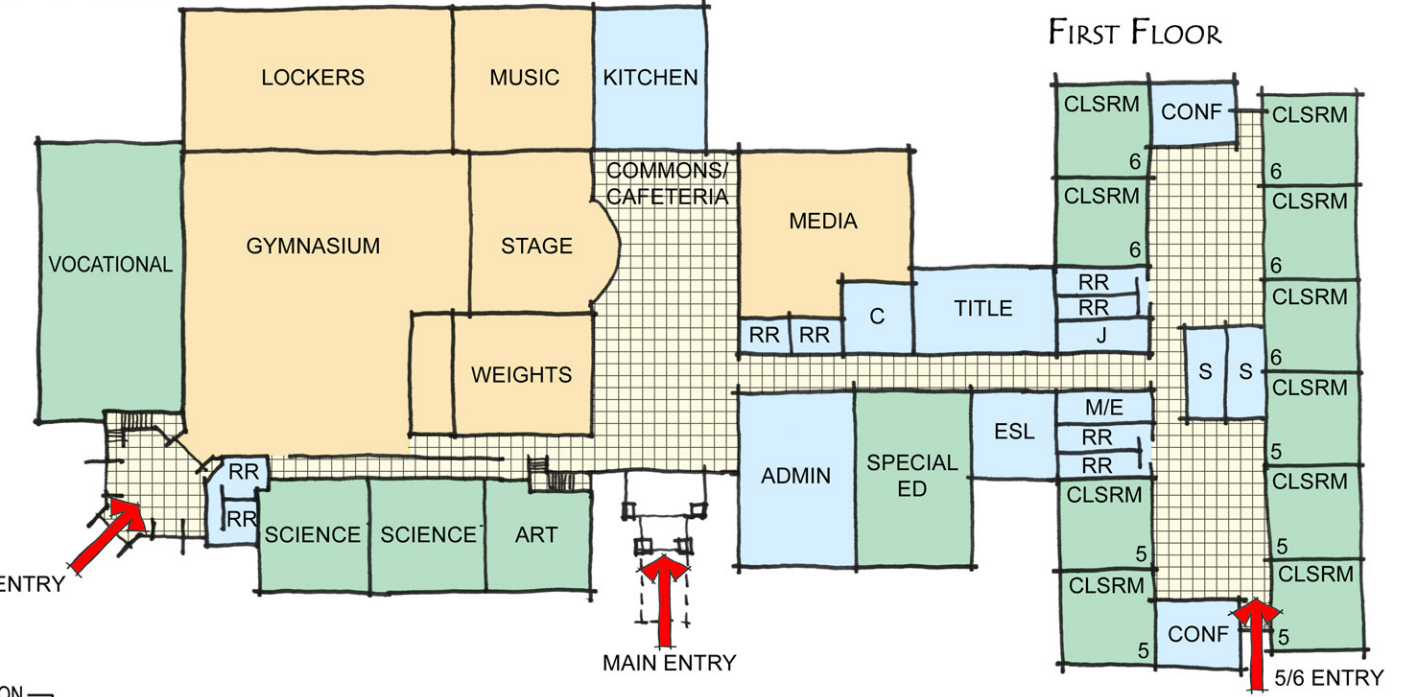 FIRST FLOOR
LOCKERS
MUSIC
KITCHEN
CLSRM
6
CONF
CLSRM
6
VOCATIONAL
GYMNASIUM
STAGE
COMMONS/
CAFETERIA
MEDIA
CLSRM
6
CLSRM
6
WEIGHTS
RR
RR
C
TITLE
RR
RR
J
CLSRM
6
S
S
CLSRM
5
ADMIN
SPECIAL
ED
ESL
M/E
RR
RR
RR
RR
SCIENCE
SCIENCE
ART
CLSRM
5
CLSRM
5
CLSRM
5
CONF
CLSRM
5
ENTRY
MAIN ENTRY
5/6 ENTRY
ON